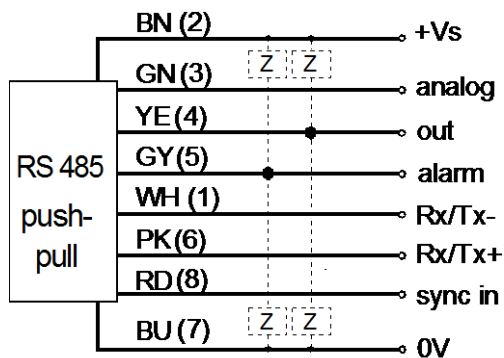 BN (2) +Vs
Z Z
GN (3) analog
YE (4) out
RS 485
GY (5) alarm
push-
WH (1) Rx/Tx-
pull
PK (6) Rx/Tx+
RD (8) sync in
Z Z
BU (7) 0V